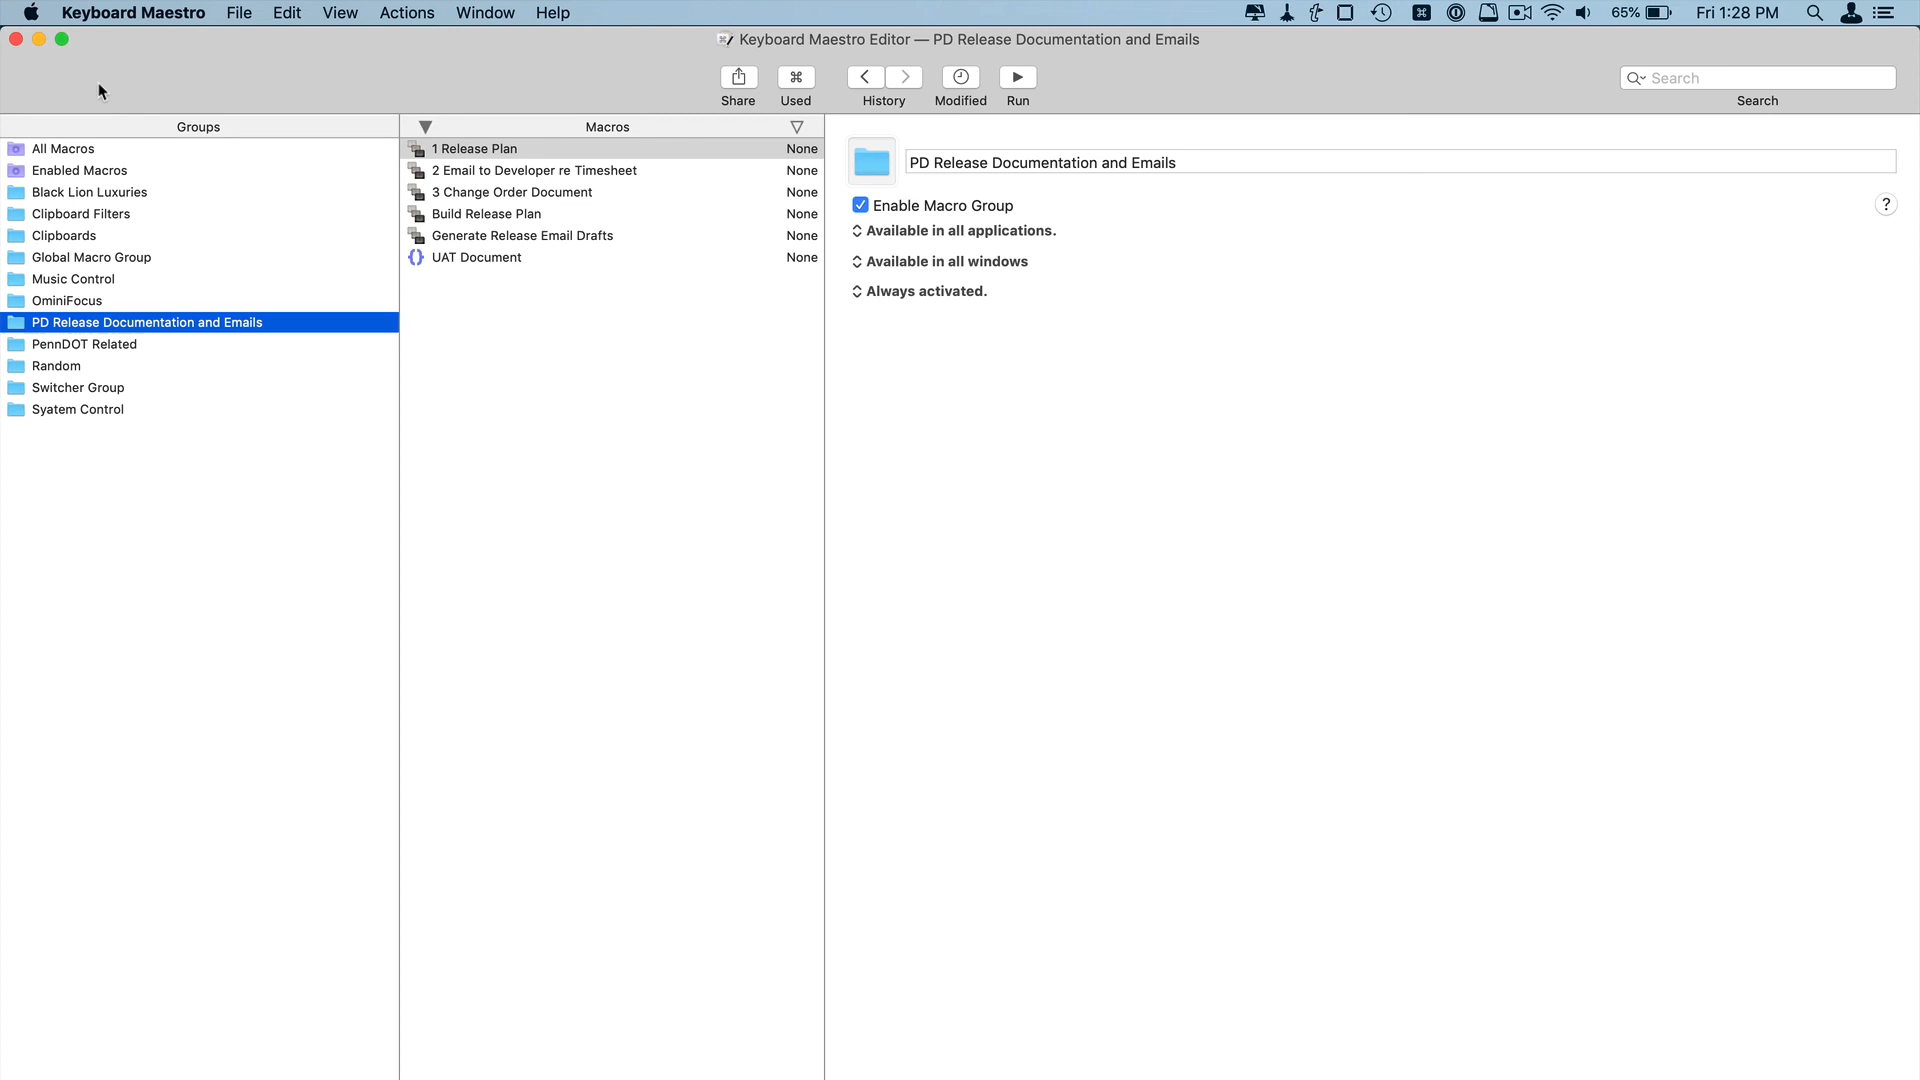 Keyboard Maestro File Edit View Actions Window Help 65% Fri 1:28 PM
Keyboard Maestro Editor — PD Release Documentation and Emails
Search
Share Used History Modified Run Search
Groups
All Macros
Enabled Macros
Black Lion Luxuries
Clipboard Filters
Clipboards
Global Macro Group
Music Control
OminiFocus
PD Release Documentation and Emails
PennDOT Related
Random
Switcher Group
Syatem Control
Macros
1 Release Plan None
2 Email to Developer re Timesheet None
3 Change Order Document None
Build Release Plan None
Generate Release Email Drafts None
UAT Document None
PD Release Documentation and Emails
Enable Macro Group ?
Available in all applications.
Available in all windows
Always activated.